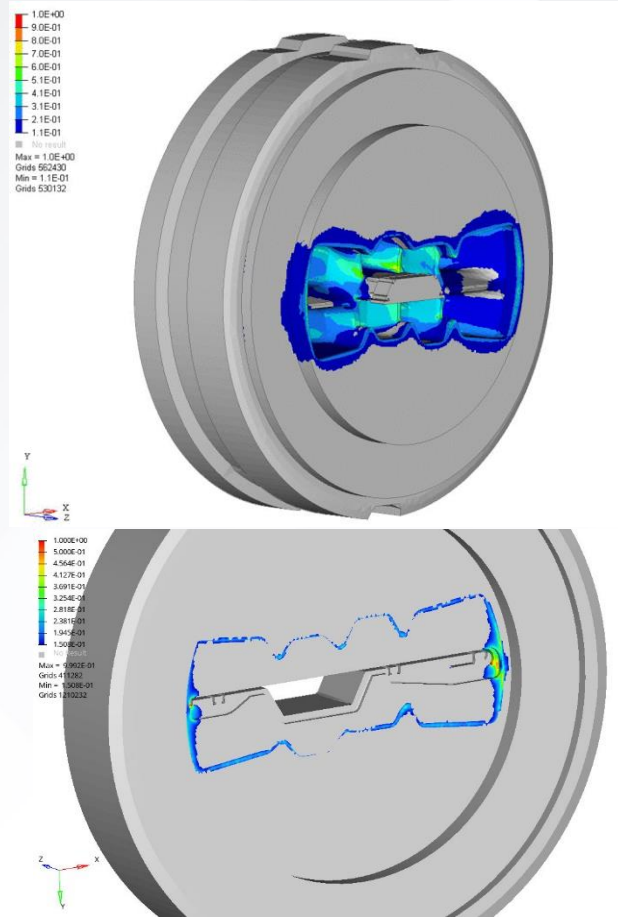 1.0E+00
9.0E-01
8.0E-01
7.0E-01
6.0E-01
5.1E-01
4.1E-01
3.1E-01
2.1E-01
1.1E-01
No result
Max = 1.0E+00
Grids 562430
Min = 1.1E-01
Grids 530132
Y
X
Z
1.000E+00
5.000E-01
4.564E-01
4.127E-01
3.691E-01
3.254E-01
2.818E-01
2.381E-01
1.945E-01
1.508E-01
No result
Max = 9.992E-01
Grids 411282
Min = 1.508E-01
Grids 1210232
Z
X
Y